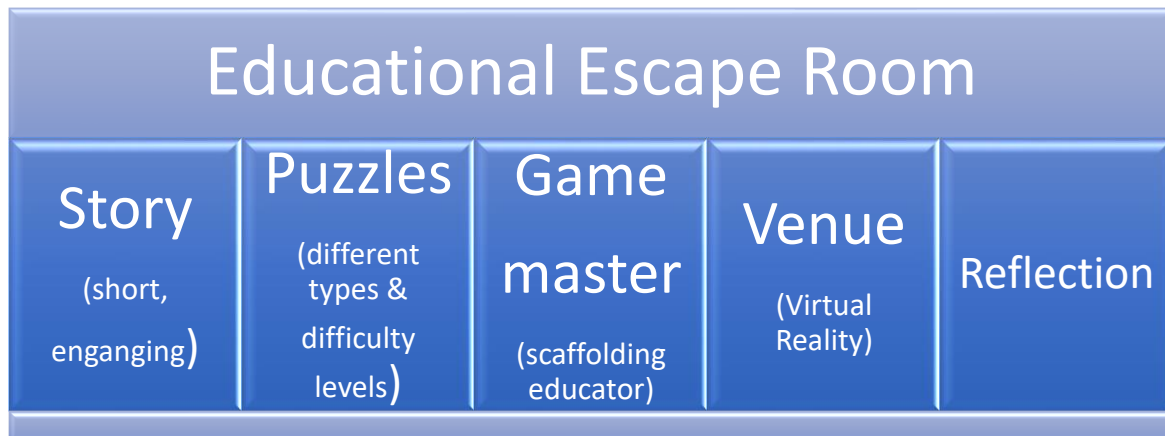 Educational Escape Room
Story
(short,
enganging)
Puzzles
(different
types &
difficulty
levels)
Game
master
(scaffolding
educator)
Venue
(Virtual
Reality)
Reflection